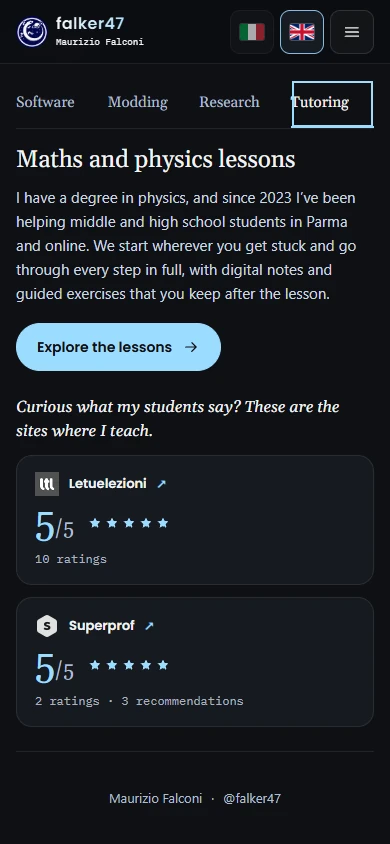 falker47
Maurizio Falconi
Software
Modding
Research
Tutoring
Maths and physics lessons
I have a degree in physics, and since 2023 I've been
helping middle and high school students in Parma
and online. We start wherever you get stuck and go
through every step in full, with digital notes and
guided exercises that you keep after the lesson.
Explore the lessons →
Curious what my students say? These are the
sites where I teach.
Letuelezioni ↗
5/5 ★★★★★
10 ratings
S Superprof ↗
5/5 ★★★★★
2 ratings · 3 recommendations
Maurizio Falconi · @falker47